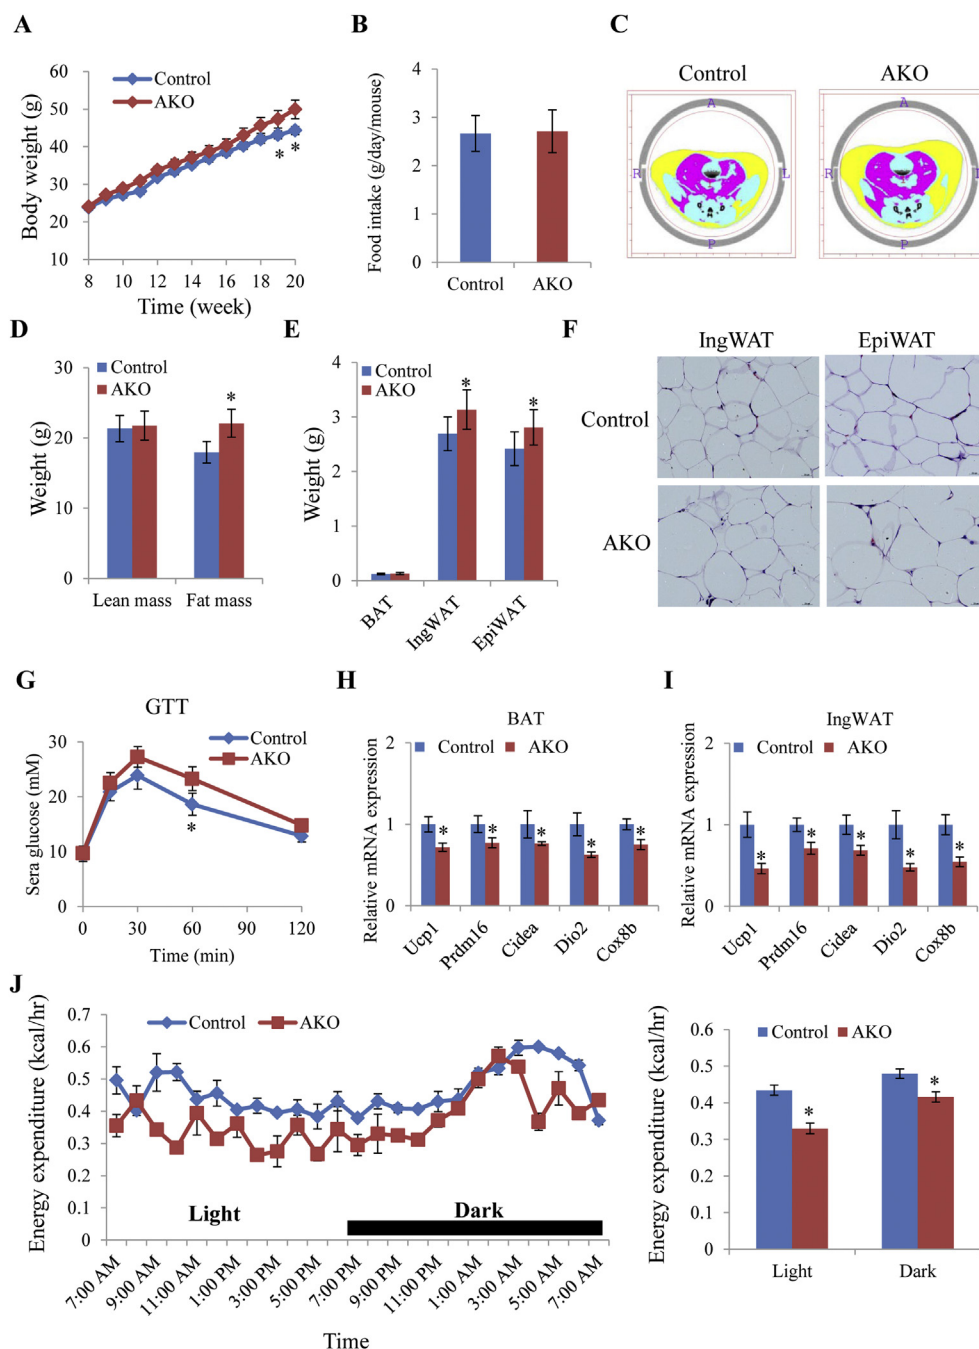 A
Body weight (g)
60
50
40
30
20
10
Control
AKO
* *
8 10 12 14 16 18 20
Time (week)
B
Food intake (g/day/mouse)
4
3
2
1
0
Control AKO
C
Control AKO
A
R L
P
A
R
P
D
Weight (g)
30
20
10
0
Control
AKO
*
Lean mass Fat mass
E
Weight (g)
4
3
2
1
0
Control
AKO
* *
BAT IngWAT EpiWAT
F
IngWAT EpiWAT
Control
AKO
G
GTT
Sera glucose (mM)
30
20
10
0
Control
AKO
*
0 30 60 90 120
Time (min)
H
BAT
Relative mRNA expression
2
1
0
Control AKO
* * * * *
Ucp1 Prdm16 Cidea Dio2 Cox8b
I
IngWAT
Relative mRNA expression
2
1
0
Control AKO
* * * * *
Ucp1 Prdm16 Cidea Dio2 Cox8b
J
Energy expenditure (kcal/hr)
0.7
0.6
0.5
0.4
0.3
0.2
0.1
0
Control AKO
Light Dark
7:00 AM 9:00 AM 11:00 AM 1:00 PM 3:00 PM 5:00 PM 7:00 PM 9:00 PM 11:00 PM 1:00 AM 3:00 AM 5:00 AM 7:00 AM
Time
Energy expenditure (kcal/hr)
0.6
0.5
0.4
0.3
0.2
0.1
0
Control AKO
* *
Light Dark